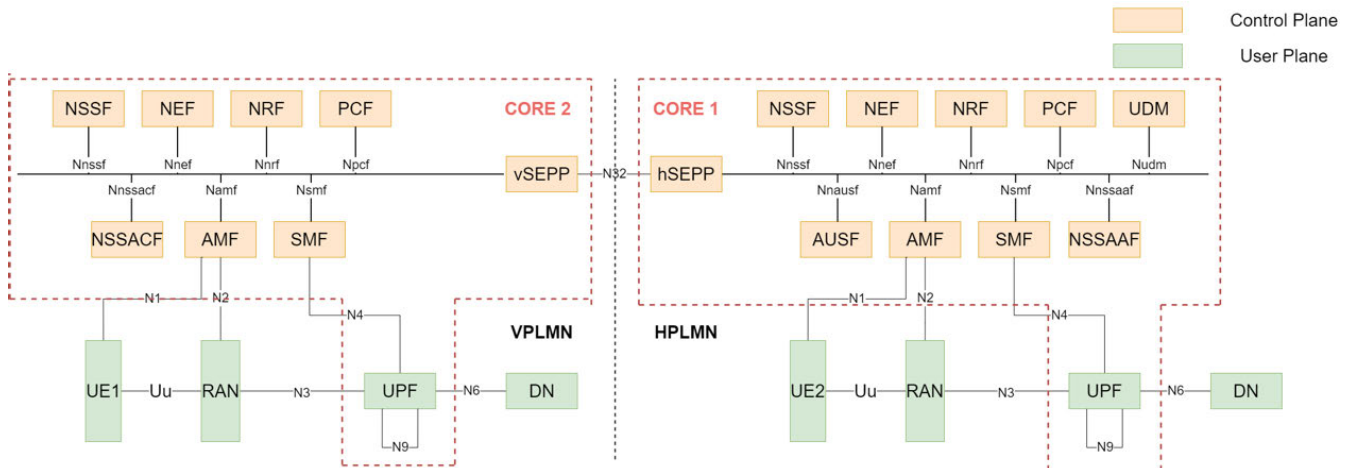 Control Plane
User Plane
NSSF NEF NRF PCF CORE 2
Nnssf Nnef Nnrf Npcf
vSEPP
Nnssacf Namf Nsmf
NSSACF AMF SMF
N1 N2 N4
VPLMN
UE1 Uu RAN N3 UPF N6 DN
N9
N32
CORE 1 NSSF NEF NRF PCF UDM
Nnssf Nnef Nnrf Npcf Nudm
hSEPP
Nnausf Namf Nsmf Nnssaaf
AUSF AMF SMF NSSAAF
N1 N2 N4
HPLMN
UE2 Uu RAN N3 UPF N6 DN
N9